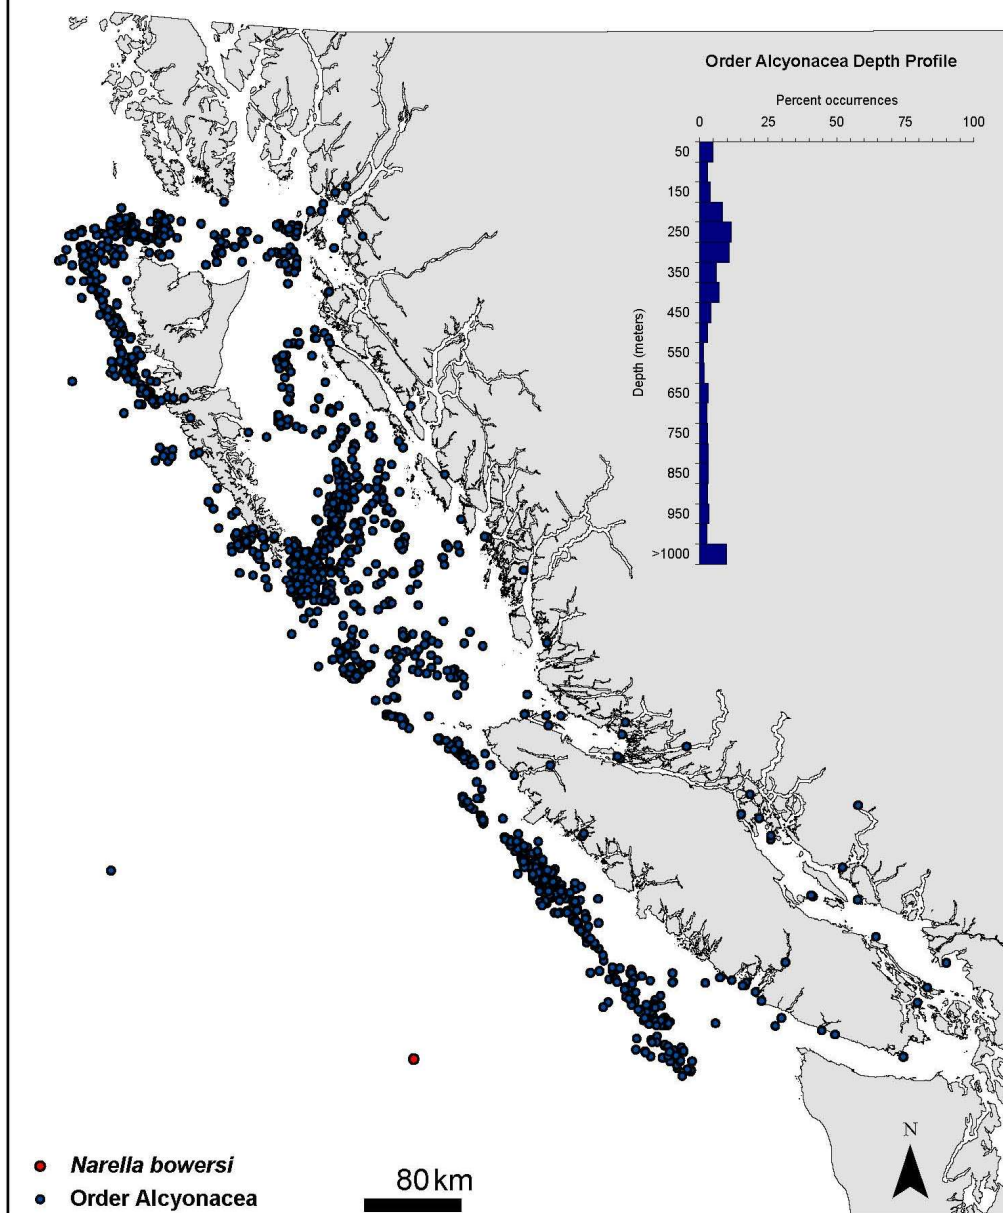 Order Alcyonacea Depth Profile
Percent occurrences
0 25 50 75 100
50
150
250
350
450
550
650
750
850
950
>1000
Depth (meters)
N
Narella bowersi
Order Alcyonacea
80 km